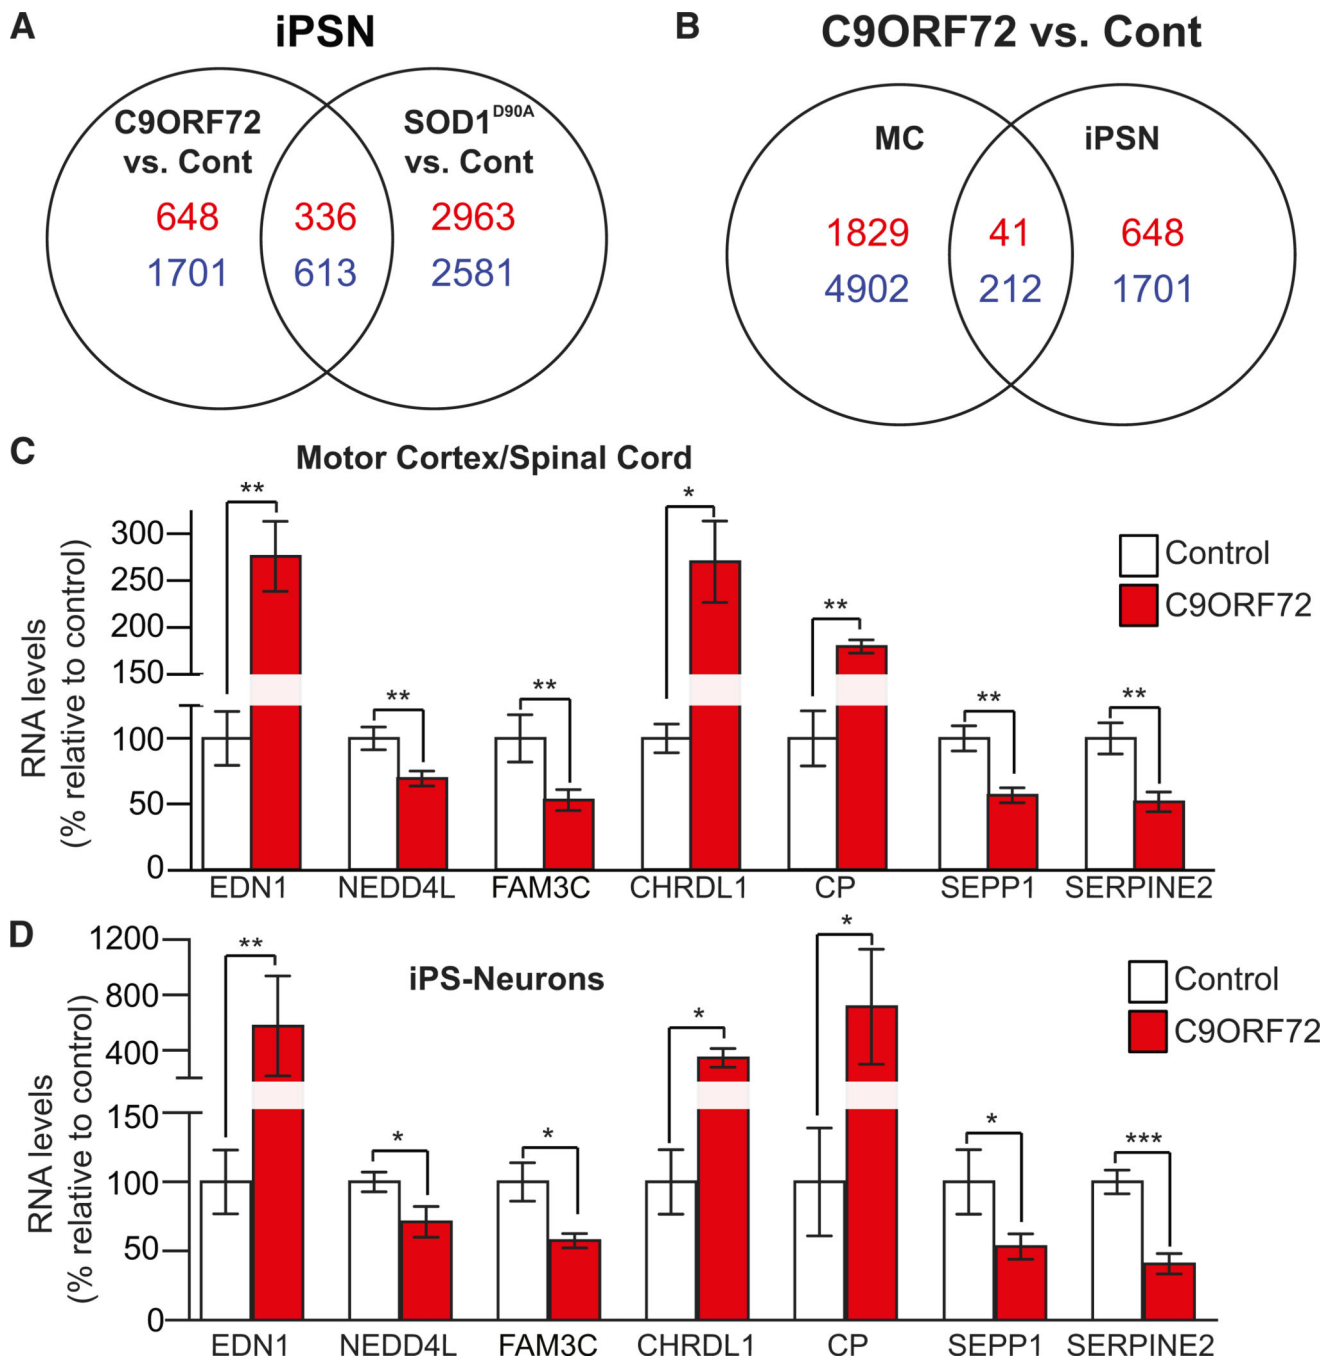 A
iPSN
C9ORF72
vs. Cont
SOD1D90A
vs. Cont
648
336
2963
1701
613
2581
B
C9ORF72 vs. Cont
MC
iPSN
1829
41
648
4902
212
1701
C
Motor Cortex/Spinal Cord
RNA levels
(% relative to control)
300
250
200
150
100
50
0
**
**
**
*
**
**
**
Control
C9ORF72
EDN1
NEDD4L
FAM3C
CHRDL1
CP
SEPP1
SERPINE2
D
iPS-Neurons
RNA levels
(% relative to control)
1200
800
400
150
100
50
0
**
*
*
*
*
*
***
Control
C9ORF72
EDN1
NEDD4L
FAM3C
CHRDL1
CP
SEPP1
SERPINE2